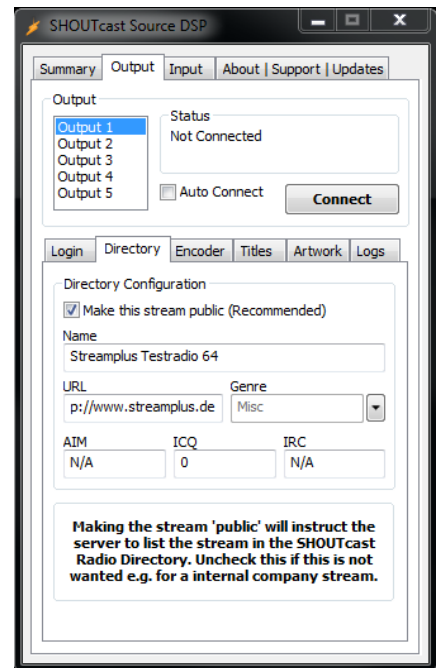 SHOUTcast Source DSP
Summary Output Input About | Support | Updates
Output
Output 1
Output 2
Output 3
Output 4
Output 5
Status
Not Connected
Auto Connect
Connect
Login Directory Encoder Titles Artwork Logs
Directory Configuration
Make this stream public (Recommended)
Name
Streamplus Testradio 64
URL Genre
p://www.streamplus.de Misc
AIM ICQ IRC
N/A 0 N/A
Making the stream 'public' will instruct the
server to list the stream in the SHOUTcast
Radio Directory. Uncheck this if this is not
wanted e.g. for a internal company stream.